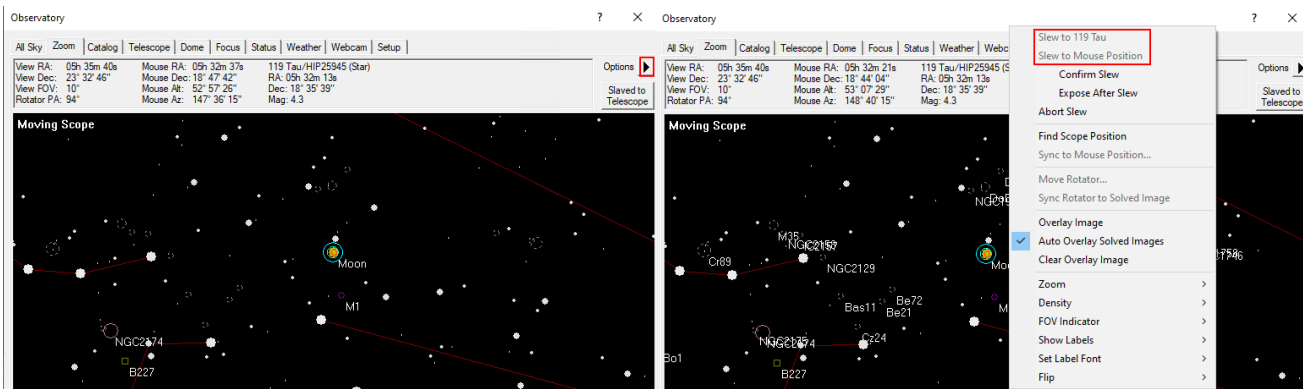 Observatory
? ×
All Sky Zoom Catalog Telescope Dome Focus Status Weather Webcam Setup
View RA: 05h 35m 40s Mouse RA: 05h 32m 37s 119 Tau/HIP25945 (Star)
View Dec: 23° 32' 46" Mouse Dec: 18° 47' 42" RA: 05h 32m 13s
View FOV: 10° Mouse Alt: 52° 57' 26" Dec: 18° 35' 39"
Rotator PA: 94° Mouse Az: 147° 36' 15" Mag: 4.3
Options
Slaved to
Telescope
Moving Scope
Moon
M1
NGC2174
B227
Observatory
? ×
All Sky Zoom Catalog Telescope Dome Focus Status Weather Webc
View RA: 05h 35m 40s Mouse RA: 05h 32m 21s 119 Tau/HIP25945 (S
View Dec: 23° 32' 46" Mouse Dec: 18° 44' 04" RA: 05h 32m 13s
View FOV: 10° Mouse Alt: 53° 07' 29" Dec: 18° 35' 39"
Rotator PA: 94° Mouse Az: 148° 40' 15" Mag: 4.3
Options
Slaved to
Telescope
Moving Scope
M35
Cr89
NGC2129
Moo
Bas11
Be72
Be21
M
Cz24
NGC2174
Bo1
B227
Slew to 119 Tau
Slew to Mouse Position
Confirm Slew
Expose After Slew
Abort Slew
Find Scope Position
Sync to Mouse Position...
Move Rotator...
Sync Rotator to Solved Image
Overlay Image
Auto Overlay Solved Images
Clear Overlay Image
Zoom
Density
FOV Indicator
Show Labels
Set Label Font
Flip